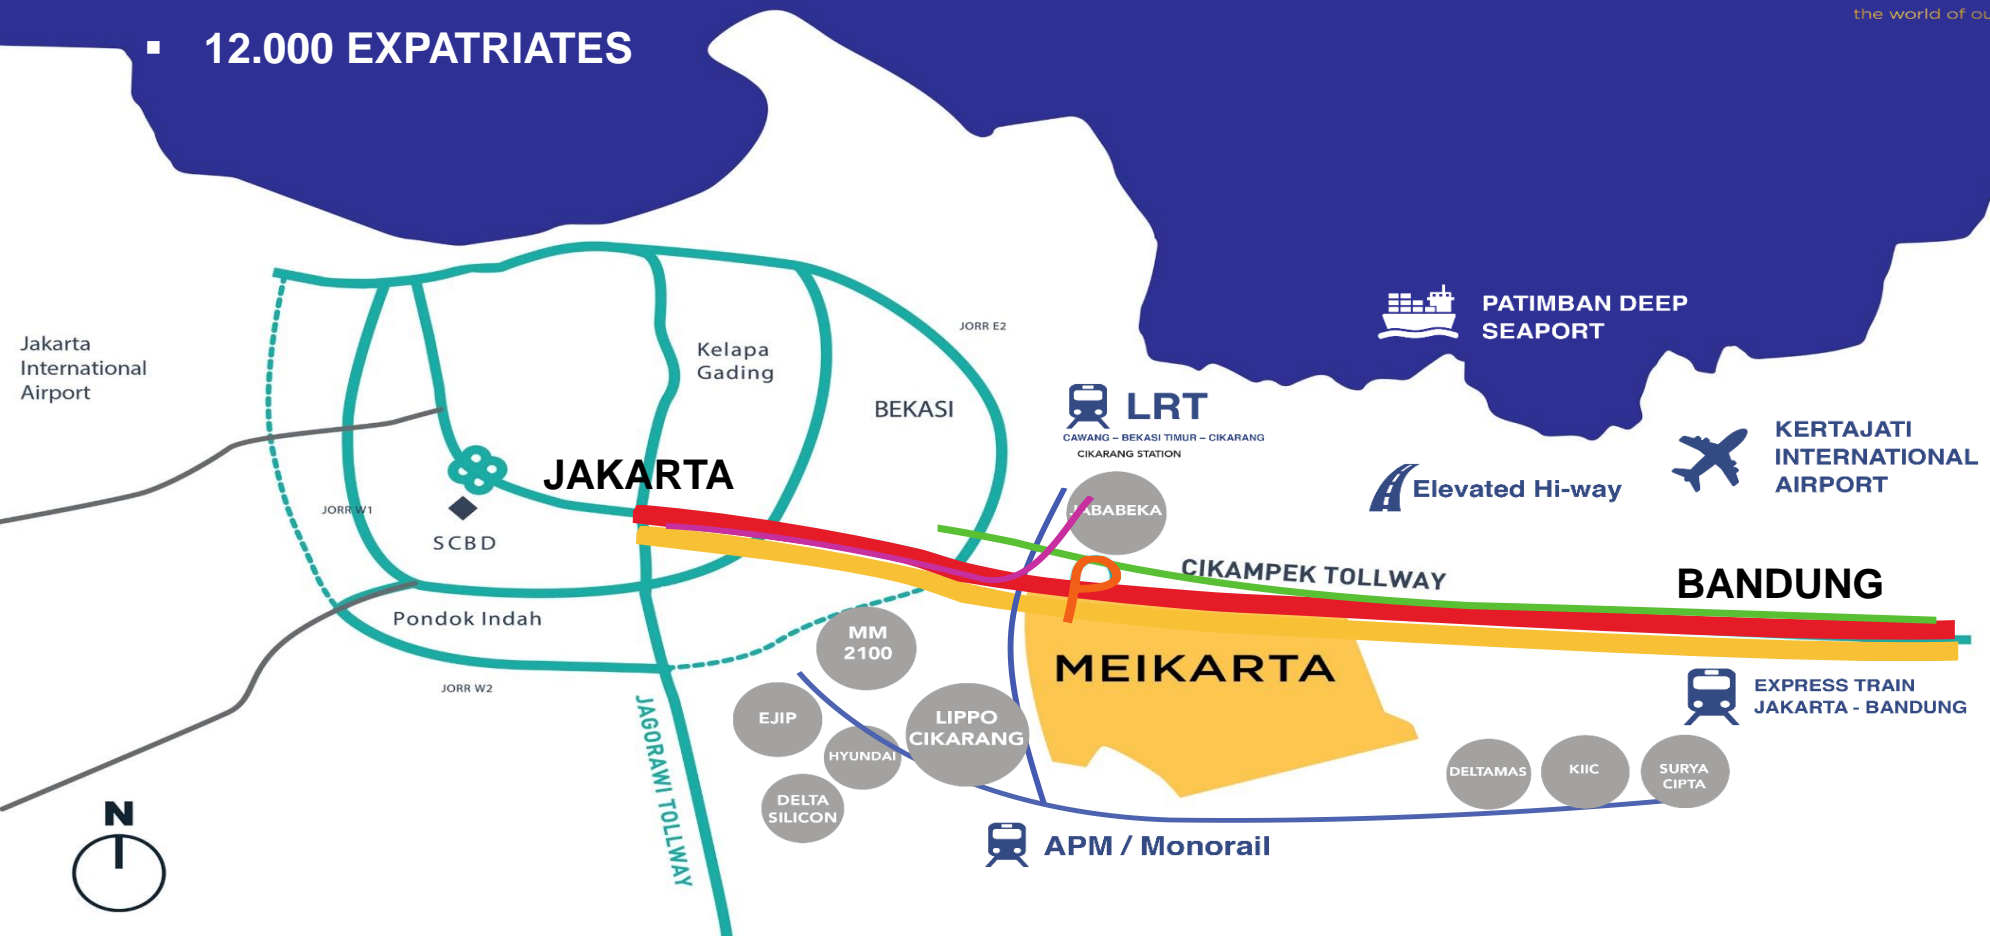 the world of ou
▪ 12.000 EXPATRIATES
PATIMBAN DEEP
SEAPORT
JORR E2
Jakarta
International
Airport
Kelapa
Gading
BEKASI
LRT
CAWANG – BEKASI TIMUR – CIKARANG
CIKARANG STATION
KERTAJATI
INTERNATIONAL
AIRPORT
JAKARTA
Elevated Hi-way
JORR W1
JABABEKA
SCBD
CIKAMPEK TOLLWAY
BANDUNG
Pondok Indah
MM
2100
MEIKARTA
JORR W2
EXPRESS TRAIN
JAKARTA - BANDUNG
JAGORAWI TOLLWAY
EJIP
LIPPO
CIKARANG
HYUNDAI
DELTAMAS
KIIC
SURYA
CIPTA
DELTA
SILICON
N
APM / Monorail